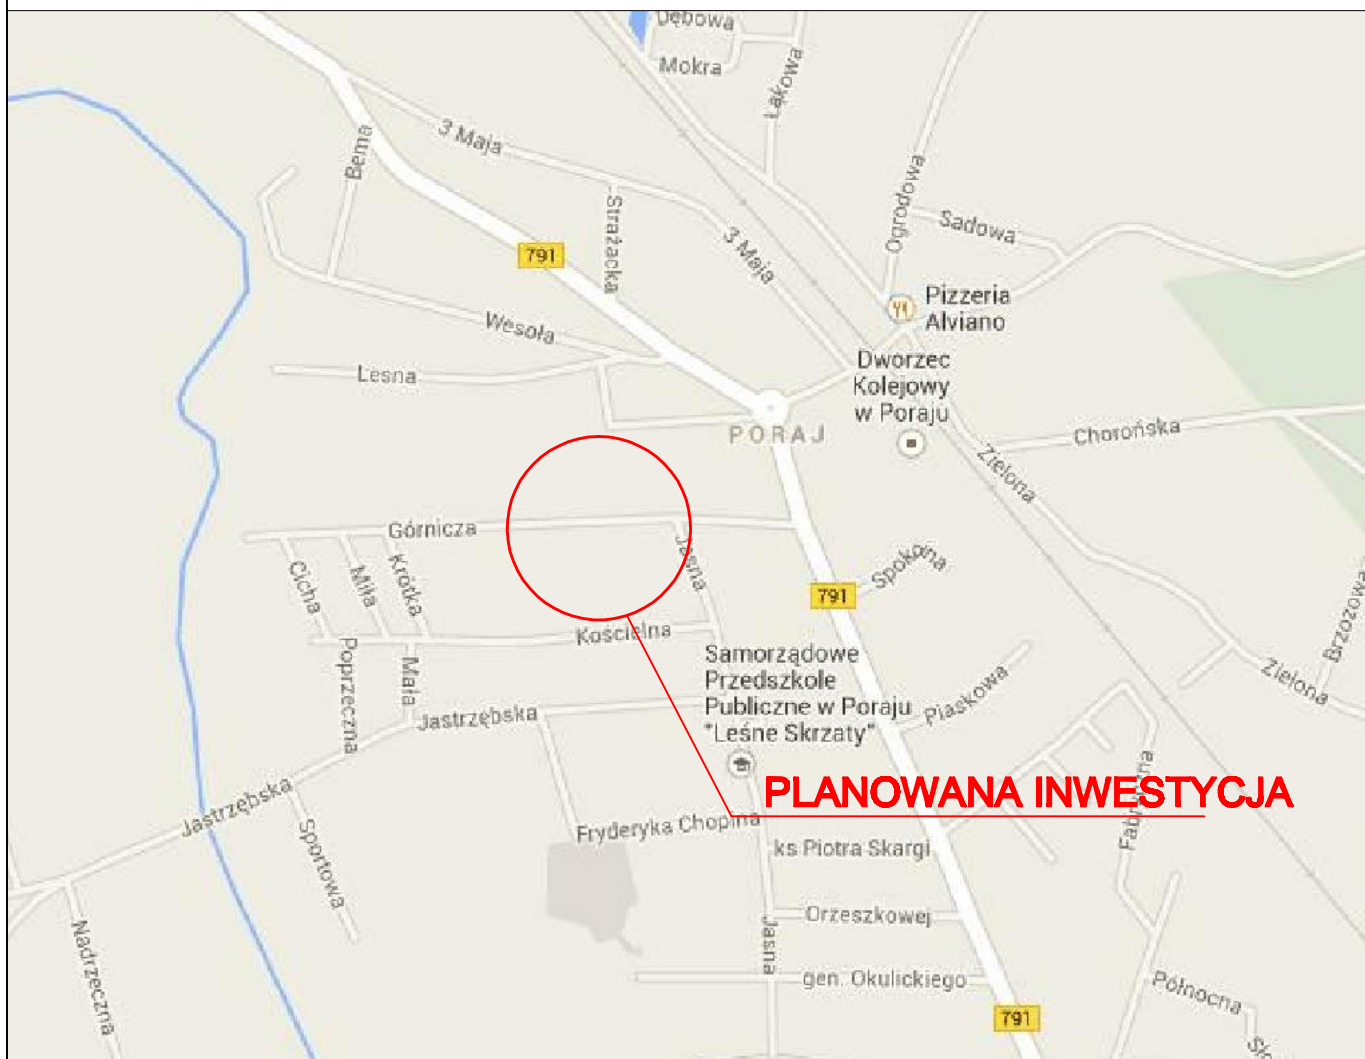 Dębowa
Mokra
Łąkowa
3 Maja
Bema
Ogrodowa
Strażacka
Sadowa
3 Maja
791
Pizzeria
Alviano
Wesoła
Lesna
Dworzec
Kolejowy
w Poraju
PORAJ
Chorońska
Zielona
Górnicza
Jasna
Spokojna
Cicha
Miła
Krótka
791
Brzozowa
Kościelna
Poprzeczna
Mała
Samorządowe
Przedszkole
Publiczne w Poraju
"Leśne Skrzaty"
Zielona
Piaskowa
Jastrzębska
PLANOWANA INWESTYCJA
Jastrzębska
Fabryczna
Sportowa
Fryderyka Chopina
ks Piotra Skargi
Orzeszkowej
Jasna
Nadrzeczna
gen. Okulickiego
Północna
791